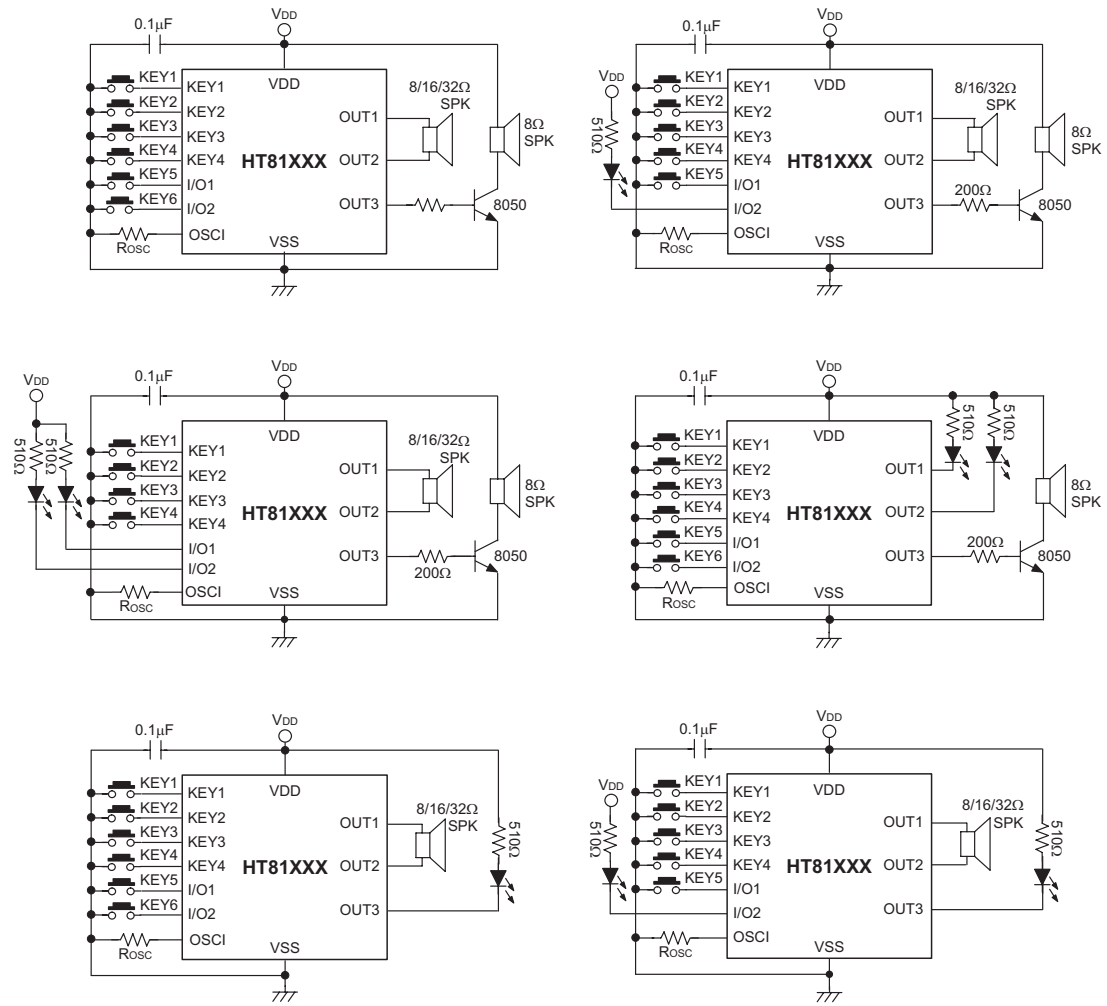 VDD
0.1µF
KEY1 KEY1
VDD
8/16/32Ω
SPK
KEY2 KEY2
OUT1
KEY3 KEY3
8Ω
SPK
KEY4 KEY4
HT81XXX
OUT2
KEY5 I/O1
KEY6 I/O2
OUT3
8050
OSCI
ROSC
VSS
VDD
0.1µF
VDD
KEY1 KEY1
VDD
8/16/32Ω
SPK
KEY2 KEY2
OUT1
510Ω
KEY3 KEY3
8Ω
SPK
KEY4 KEY4
HT81XXX
OUT2
KEY5 I/O1
200Ω
I/O2
OUT3
8050
OSCI
ROSC
VSS
VDD
0.1µF
VDD
510Ω
510Ω
KEY1 KEY1
VDD
8/16/32Ω
SPK
KEY2 KEY2
OUT1
KEY3 KEY3
8Ω
SPK
KEY4 KEY4
HT81XXX
OUT2
I/O1
OUT3
8050
I/O2
200Ω
OSCI
ROSC
VSS
VDD
0.1µF
510Ω
510Ω
KEY1 KEY1
VDD
KEY2 KEY2
OUT1
KEY3 KEY3
8Ω
SPK
KEY4 KEY4
HT81XXX
OUT2
KEY5 I/O1
200Ω
KEY6 I/O2
OUT3
8050
OSCI
ROSC
VSS
VDD
0.1µF
KEY1 KEY1
VDD
8/16/32Ω
SPK
KEY2 KEY2
OUT1
510Ω
KEY3 KEY3
KEY4 KEY4
HT81XXX
OUT2
KEY5 I/O1
KEY6 I/O2
OUT3
OSCI
ROSC
VSS
VDD
0.1µF
VDD
KEY1 KEY1
VDD
8/16/32Ω
SPK
KEY2 KEY2
OUT1
510Ω
510Ω
KEY3 KEY3
KEY4 KEY4
HT81XXX
OUT2
KEY5 I/O1
I/O2
OUT3
OSCI
ROSC
VSS